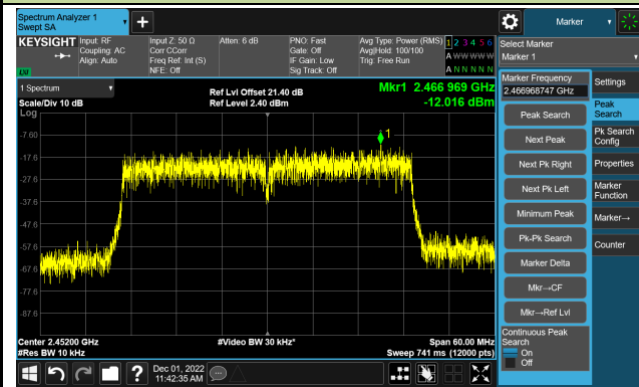 Spectrum Analyzer 1
Swept SA
Marker
KEYSIGHT
Input: RF
Coupling: AC
Align: Auto
Input Z: 50 Ω
Corr CCorr
Freq Ref: Int (S)
NFE: Off
Atten: 6 dB
PNO: Fast
Gate: Off
IF Gain: Low
Sig Track: Off
Avg Type: Power (RMS)
Avg|Hold: 100/100
Trig: Free Run
1 2 3 4 5 6
A W W W W W
A N N N N N
Select Marker
Marker 1
1 Spectrum
Scale/Div 10 dB
Log
Ref Lvl Offset 21.40 dB
Ref Level 2.40 dBm
Mkr1 2.466 969 GHz
-12.016 dBm
-7.60
-17.6
-27.6
-37.6
-47.6
-57.6
-67.6
-77.6
-87.6
1
Center 2.45200 GHz
#Res BW 10 kHz
#Video BW 30 kHz*
Span 60.00 MHz
Sweep 741 ms (12000 pts)
Marker Frequency
2.466968747 GHz
Peak Search
Next Peak
Next Pk Right
Next Pk Left
Minimum Peak
Pk-Pk Search
Marker Delta
Mkr→CF
Mkr→Ref Lvl
Continuous Peak
Search
On
Off
Settings
Peak
Search
Pk Search
Config
Properties
Marker
Function
Marker→
Counter
Dec 01, 2022
11:42:35 AM